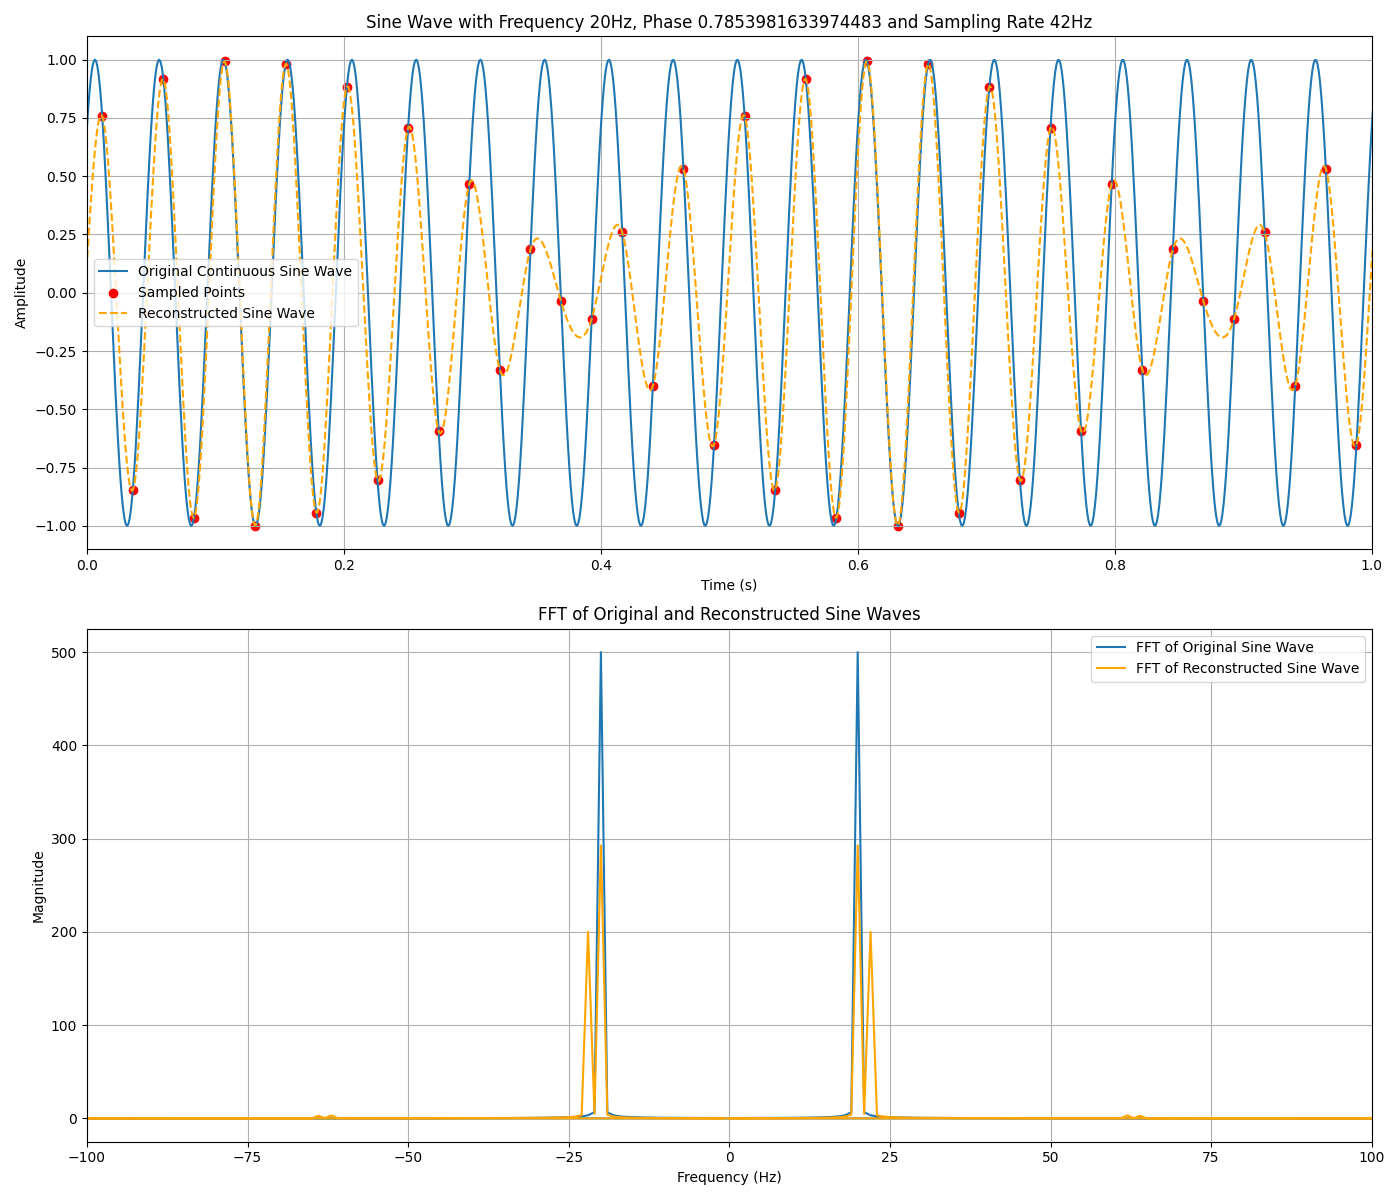 Sine Wave with Frequency 20Hz, Phase 0.7853981633974483 and Sampling Rate 42Hz
Amplitude
1.00
0.75
0.50
0.25
0.00
−0.25
−0.50
−0.75
−1.00
Original Continuous Sine Wave
Sampled Points
Reconstructed Sine Wave
0.0 0.2 0.4 0.6 0.8 1.0
Time (s)
FFT of Original and Reconstructed Sine Waves
Magnitude
500
400
300
200
100
0
FFT of Original Sine Wave
FFT of Reconstructed Sine Wave
−100 −75 −50 −25 0 25 50 75 100
Frequency (Hz)